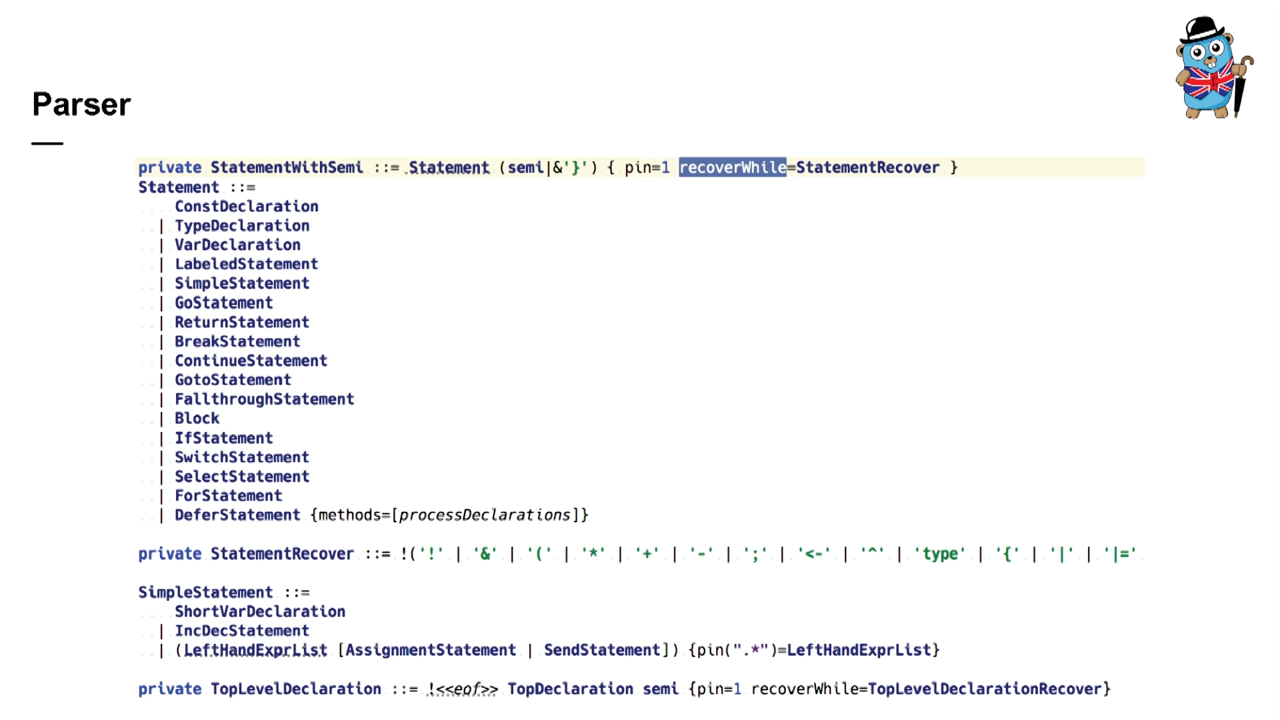 Parser
private StatementWithSemi ::= Statement (semi|&'}') { pin=1 recoverWhile=StatementRecover }
Statement ::=
ConstDeclaration
| TypeDeclaration
| VarDeclaration
| LabeledStatement
| SimpleStatement
| GoStatement
| ReturnStatement
| BreakStatement
| ContinueStatement
| GotoStatement
| FallthroughStatement
| Block
| IfStatement
| SwitchStatement
| SelectStatement
| ForStatement
| DeferStatement {methods=[processDeclarations]}
private StatementRecover ::= !('!' | '&' | '(' | '*' | '+' | '-' | ';' | '<-' | '^' | 'type' | '{' | '|' | '|='
SimpleStatement ::=
ShortVarDeclaration
| IncDecStatement
| (LeftHandExprList [AssignmentStatement | SendStatement]) {pin(".*")=LeftHandExprList}
private TopLevelDeclaration ::= !<<eof>> TopDeclaration semi {pin=1 recoverWhile=TopLevelDeclarationRecover}